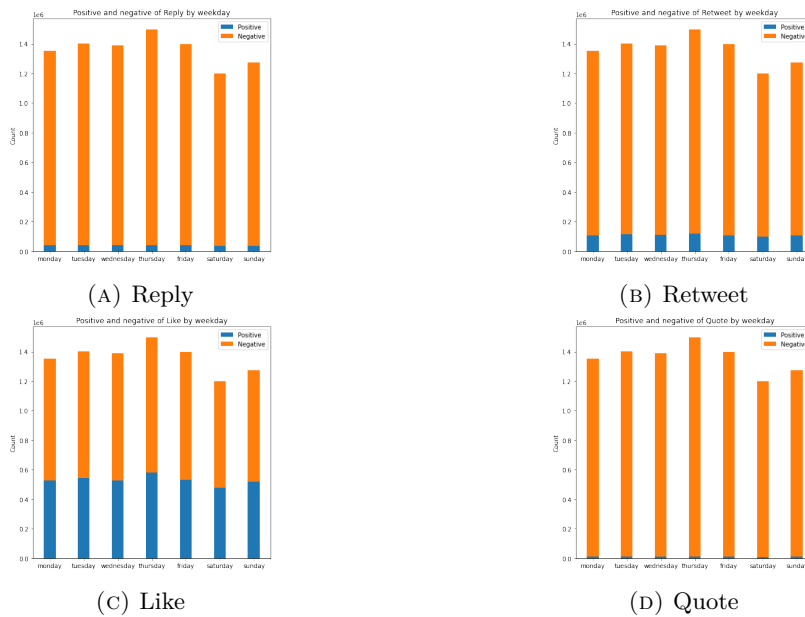 Positive and negative of Reply by weekday
1e6
Positive
Negative
1.4
1.2
1.0
0.8
0.6
0.4
0.2
0.0
Count
monday tuesday wednesday thursday friday saturday sunday
(A) Reply
Positive and negative of Retweet by weekday
1e6
Positive
Negative
1.4
1.2
1.0
0.8
0.6
0.4
0.2
0.0
Count
monday tuesday wednesday thursday friday saturday sunday
(B) Retweet
Positive and negative of Like by weekday
1e6
Positive
Negative
1.4
1.2
1.0
0.8
0.6
0.4
0.2
0.0
Count
monday tuesday wednesday thursday friday saturday sunday
(C) Like
Positive and negative of Quote by weekday
1e6
Positive
Negative
1.4
1.2
1.0
0.8
0.6
0.4
0.2
0.0
Count
monday tuesday wednesday thursday friday saturday sunday
(D) Quote